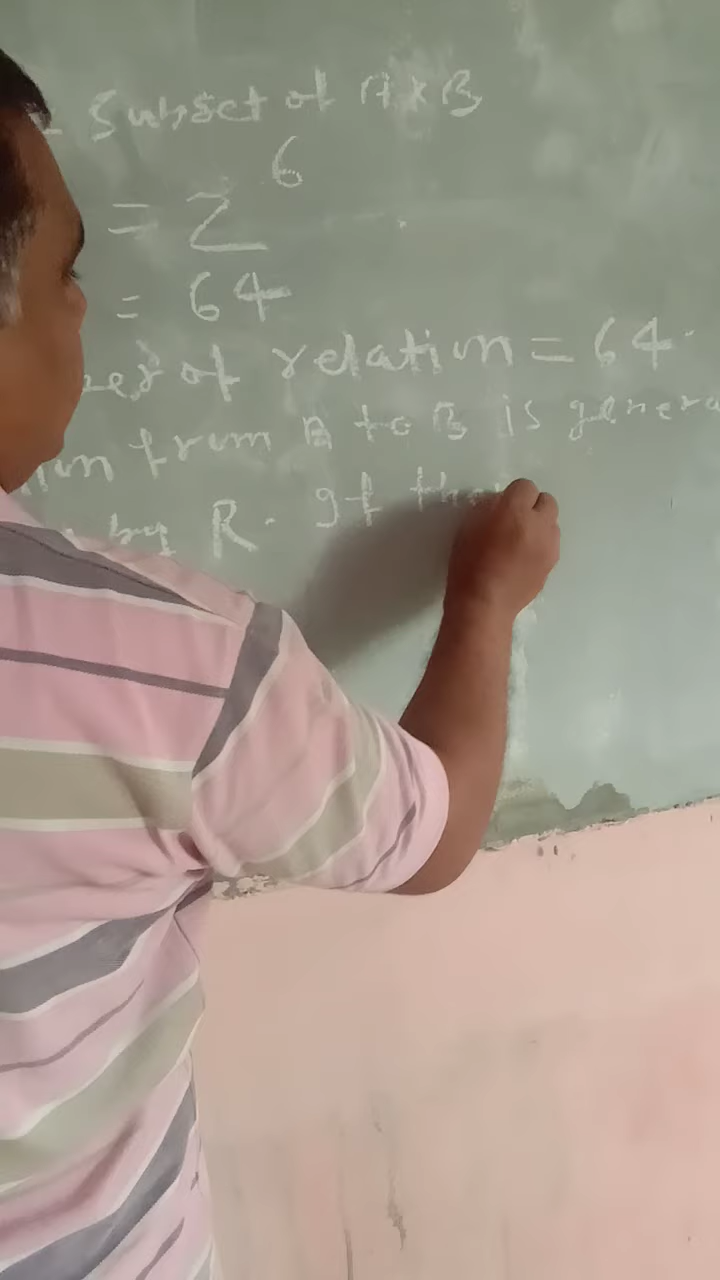 Subset of A x B
= 2^6
= 64
of relation = 64.
from A to B is genera
by R. If the